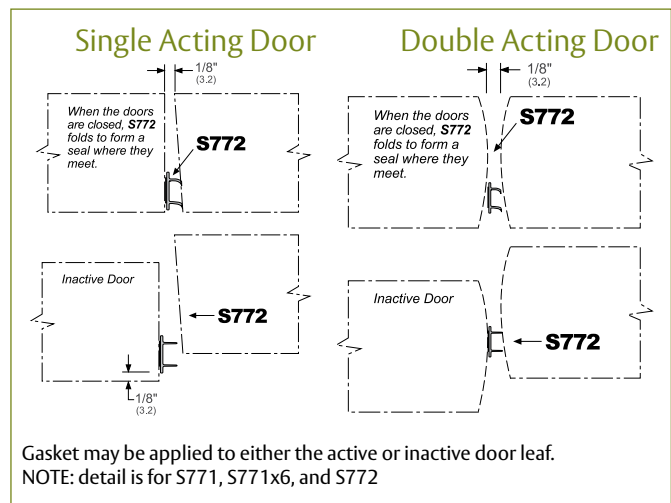 Single Acting Door
1/8"
(3.2)
When the doors
are closed, S772
folds to form a
seal where they
meet.
S772
Inactive Door
S772
1/8"
(3.2)
Double Acting Door
1/8"
(3.2)
When the doors
are closed, S772
folds to form a
seal where they
meet.
S772
Inactive Door
S772
Gasket may be applied to either the active or inactive door leaf.
NOTE: detail is for S771, S771x6, and S772